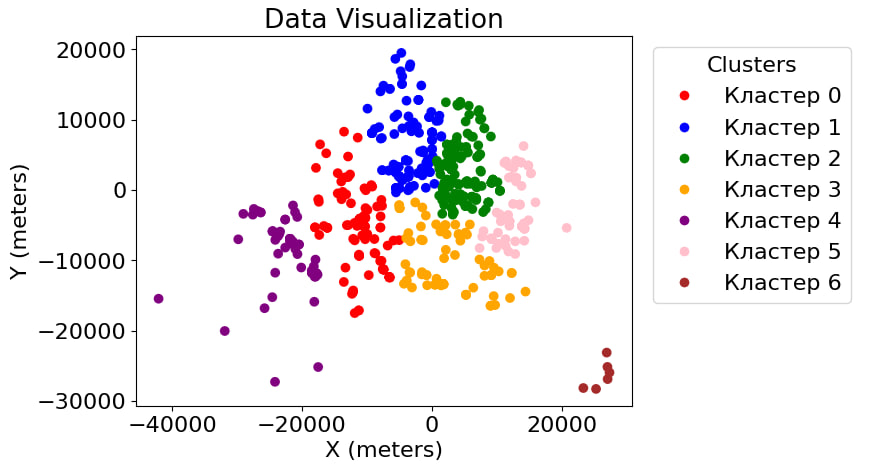 Data Visualization
20000
10000
0
−10000
−20000
−30000
Y (meters)
−40000
−20000
0
20000
X (meters)
Clusters
Кластер 0
Кластер 1
Кластер 2
Кластер 3
Кластер 4
Кластер 5
Кластер 6